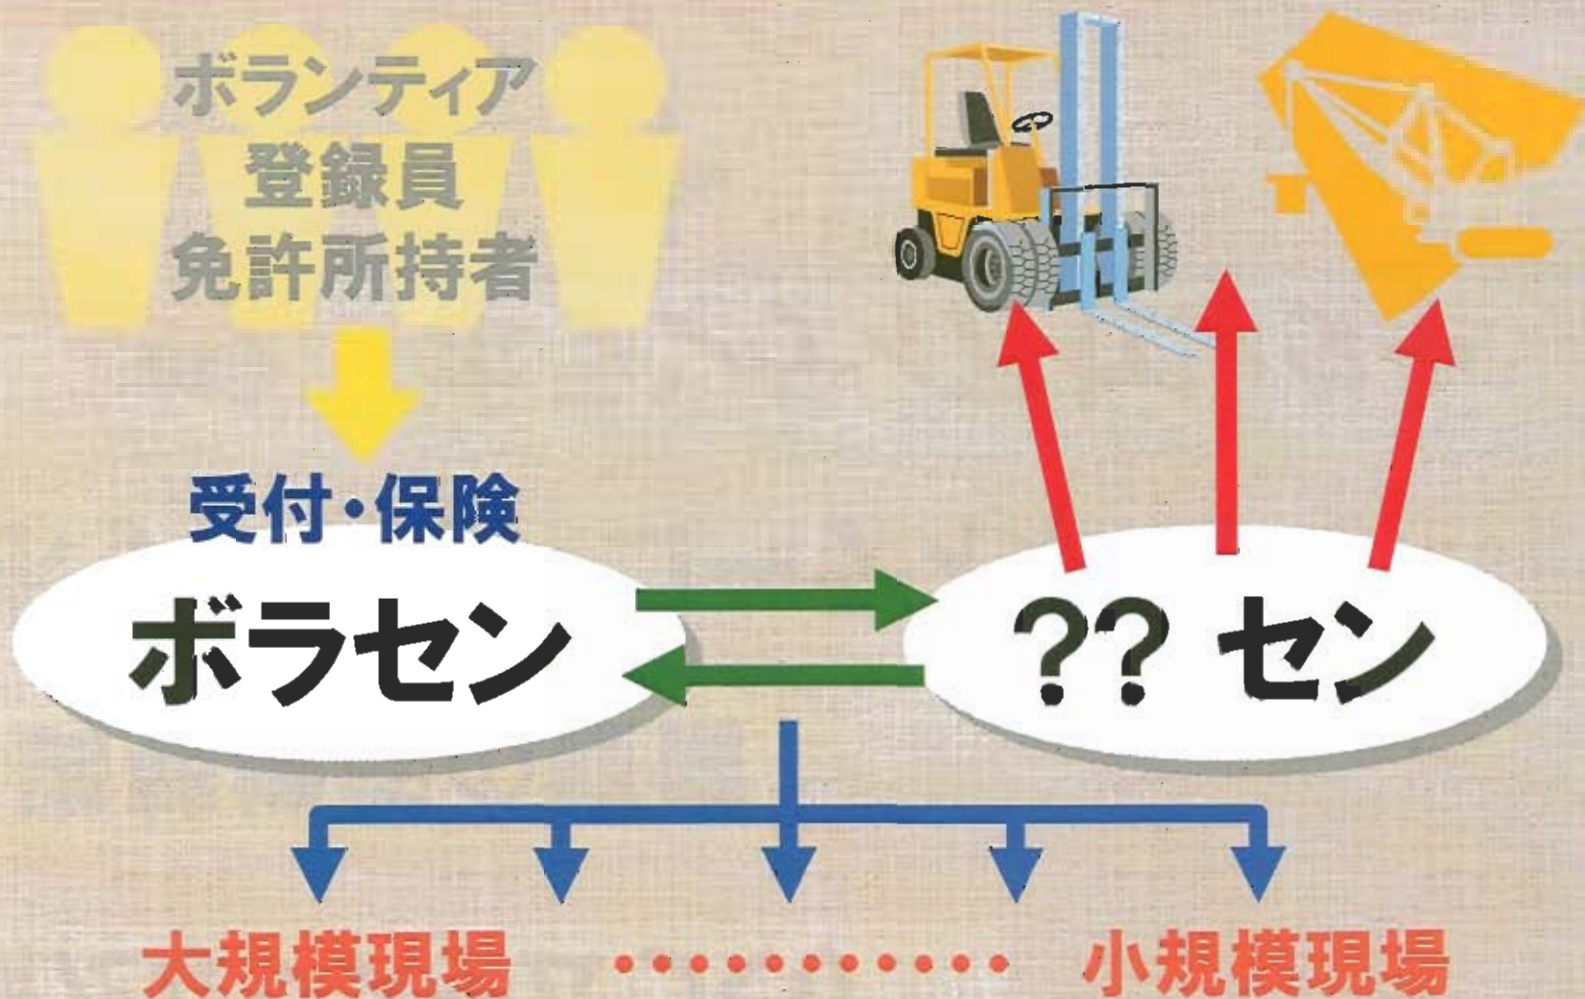 ボランティア
登録員
免許所持者
受付・保険
ボラセン
?? セン
大規模現場 ・・・・・・・・・・・ 小規模現場